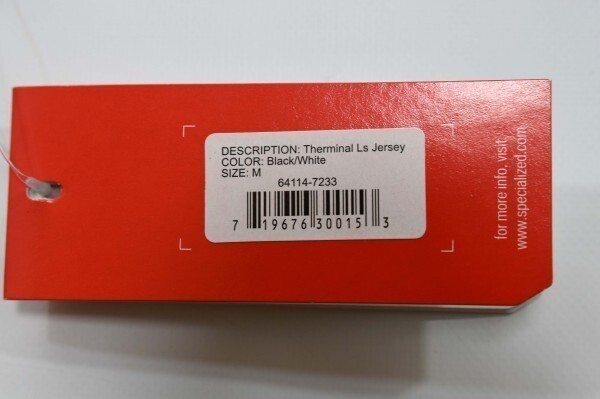 DESCRIPTION: Therminal Ls Jersey
COLOR: Black/White
SIZE: M
64114-7233
7 19676 30015 3
for more info, visit.
www.specialized.com